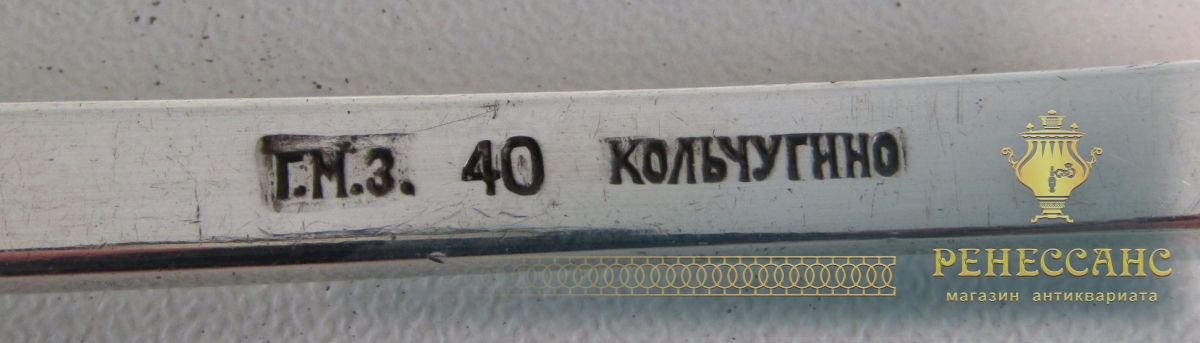 Г.М.З. 40 КОЛЬЧУГИНО
РЕНЕССАНС
магазин антиквариата